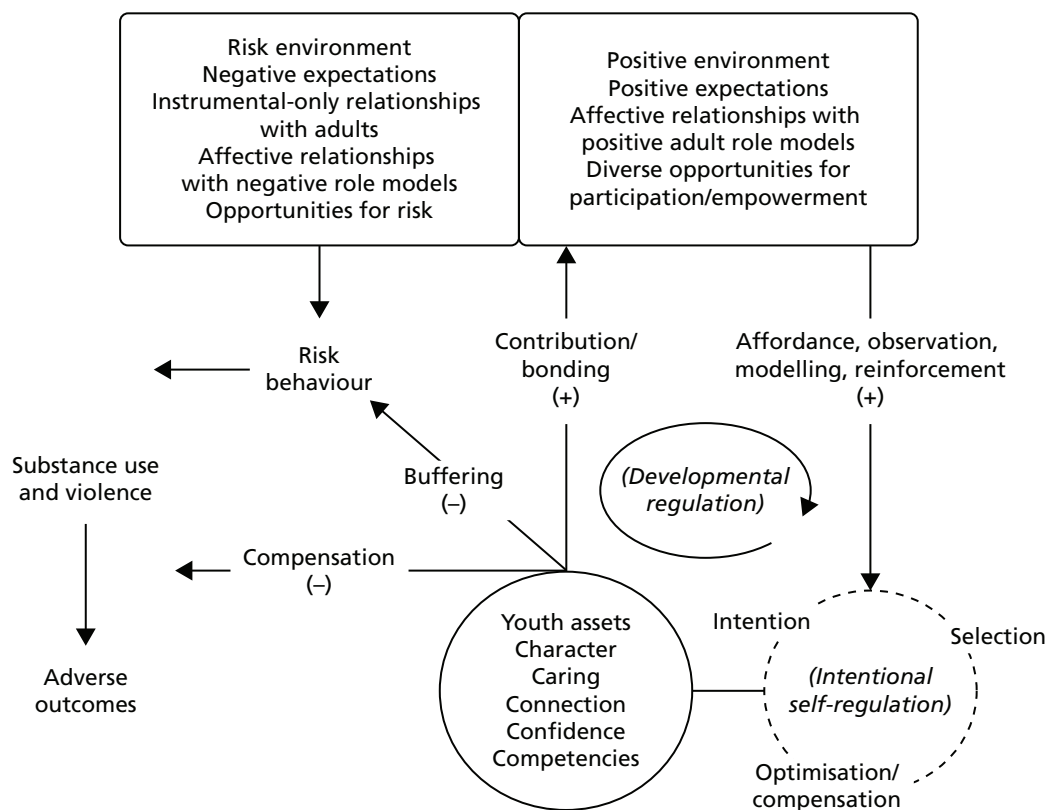 Risk environment
Negative expectations
Instrumental-only relationships
with adults
Affective relationships
with negative role models
Opportunities for risk
Positive environment
Positive expectations
Affective relationships with
positive adult role models
Diverse opportunities for
participation/empowerment
Risk
behaviour
Contribution/
bonding
(+)
Affordance, observation,
modelling, reinforcement
(+)
Substance use
and violence
Buffering
(–)
(Developmental
regulation)
Compensation
(–)
Adverse
outcomes
Youth assets
Character
Caring
Connection
Confidence
Competencies
Intention
Selection
(Intentional
self-regulation)
Optimisation/
compensation